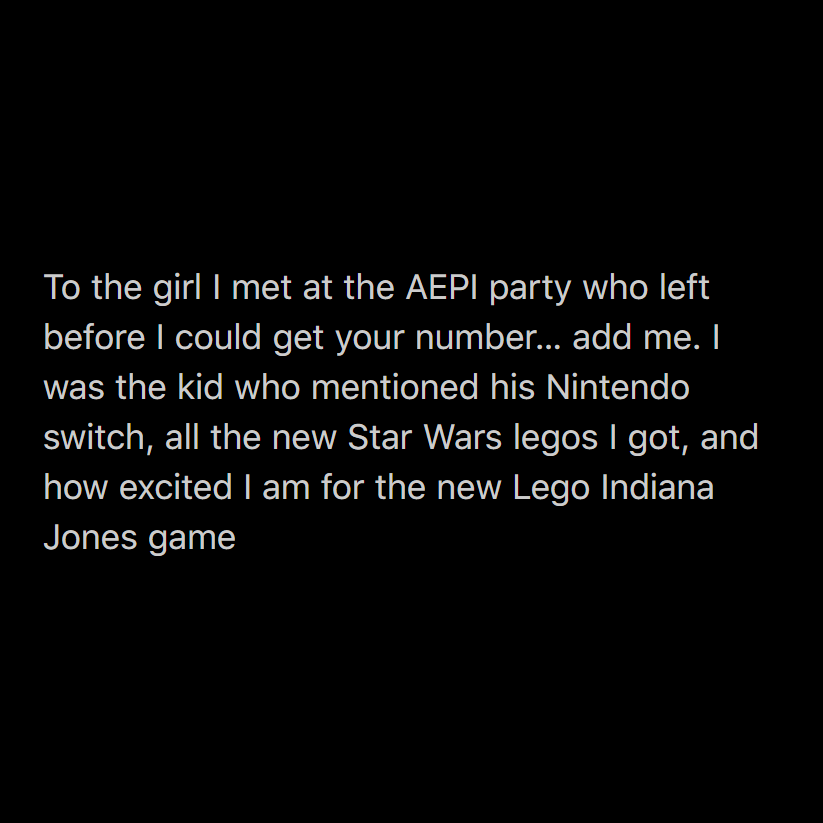 To the girl I met at the AEPI party who left
before I could get your number... add me. I
was the kid who mentioned his Nintendo
switch, all the new Star Wars legos I got, and
how excited I am for the new Lego Indiana
Jones game